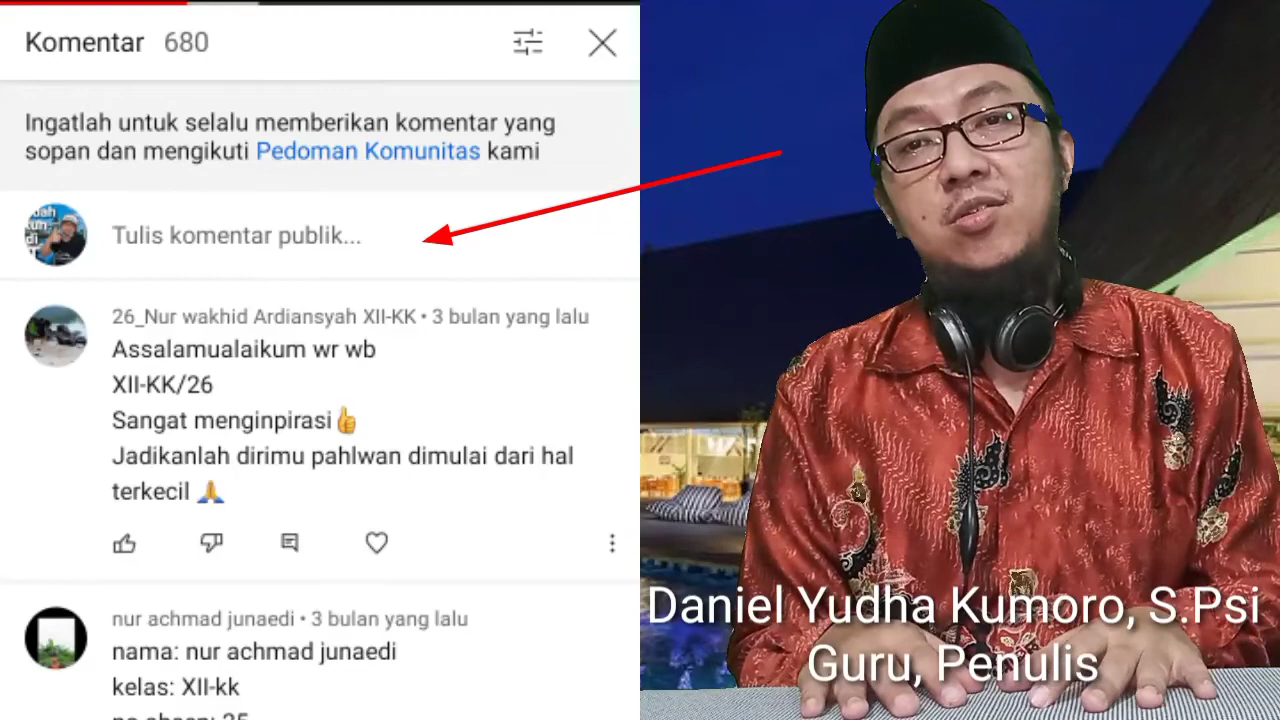 Komentar 680
Ingatlah untuk selalu memberikan komentar yang
sopan dan mengikuti Pedoman Komunitas kami
Tulis komentar publik...
26_Nur wakhid Ardiansyah XII-KK • 3 bulan yang lalu
Assalamualaikum wr wb
XII-KK/26
Sangat menginpirasi👍
Jadikanlah dirimu pahlwan dimulai dari hal
terkecil 🙏
nur achmad junaedi • 3 bulan yang lalu
nama: nur achmad junaedi
kelas: XII-kk
Daniel Yudha Kumoro, S.Psi
Guru, Penulis